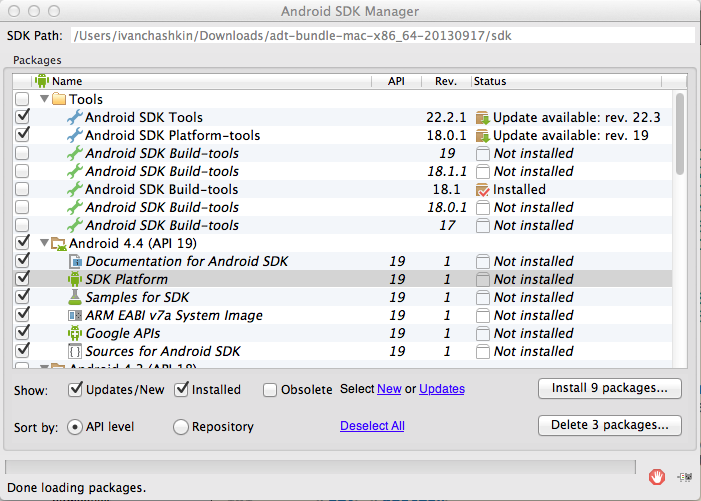 Android SDK Manager
SDK Path: /Users/ivanchashkin/Downloads/adt-bundle-mac-x86_64-20130917/sdk
Packages
Name API Rev. Status
Tools
Android SDK Tools 22.2.1 Update available: rev. 22.3
Android SDK Platform-tools 18.0.1 Update available: rev. 19
Android SDK Build-tools 19 Not installed
Android SDK Build-tools 18.1.1 Not installed
Android SDK Build-tools 18.1 Installed
Android SDK Build-tools 18.0.1 Not installed
Android SDK Build-tools 17 Not installed
Android 4.4 (API 19)
Documentation for Android SDK 19 1 Not installed
SDK Platform 19 1 Not installed
Samples for SDK 19 1 Not installed
ARM EABI v7a System Image 19 1 Not installed
Google APIs 19 1 Not installed
Sources for Android SDK 19 1 Not installed
Android 4.3 (API 18)
Show: Updates/New Installed Obsolete Select New or Updates Install 9 packages...
Sort by: API level Repository Deselect All Delete 3 packages...
Done loading packages.